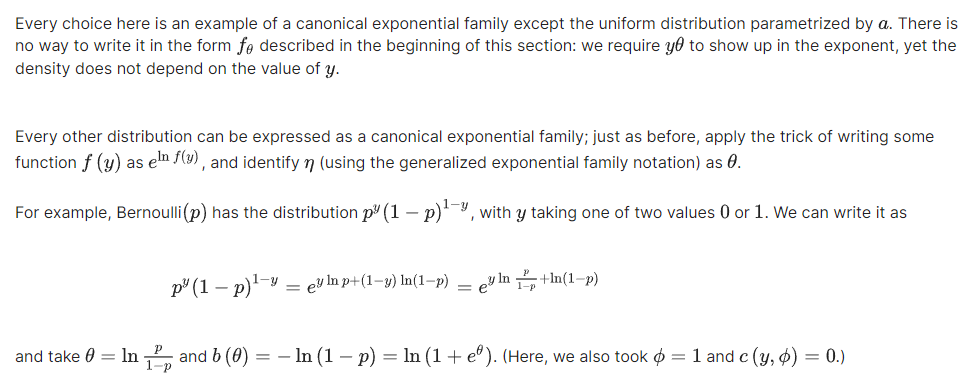 Every choice here is an example of a canonical exponential family except the uniform distribution parametrized by a. There is
no way to write it in the form f_θ described in the beginning of this section: we require yθ to show up in the exponent, yet the
density does not depend on the value of y.
Every other distribution can be expressed as a canonical exponential family; just as before, apply the trick of writing some
function f (y) as e^{ln f(y)}, and identify η (using the generalized exponential family notation) as θ.
For example, Bernoulli(p) has the distribution p^y (1 − p)^{1−y}, with y taking one of two values 0 or 1. We can write it as
p^y (1 − p)^{1−y} = e^{y ln p+(1−y) ln(1−p)} = e^{y ln \frac{p}{1−p}+ln(1−p)}
and take θ = ln \frac{p}{1−p} and b (θ) = − ln (1 − p) = ln (1 + e^θ). (Here, we also took ϕ = 1 and c (y, ϕ) = 0.)